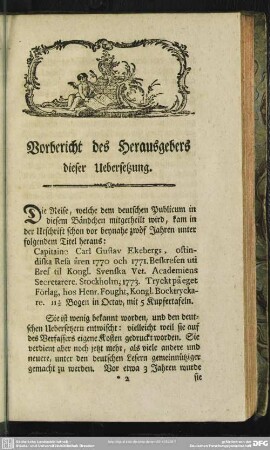 Vorbericht des Herausgebers
dieser Uebersetzung.
Die Reise, welche dem deutschen Publicum in
diesem Bändchen mitgetheilt wird, kam in
der Urschrift schon vor beynahe zwölf Jahren unter
folgendem Titel heraus:
Capitaine Carl Gustav Ekebergs, ostin-
diska Resa åren 1770 och 1771. Beskresen uti
Bref til Kongl. Svenska Vet. Academiens
Secreterare. Stockholm, 1773. Tryckt på eget
Förlag, hos Henr. Fought, Kongl. Bockerycka-
re. 11½ Bogen in Octav, mit 5 Kupfertafeln.
Sie ist wenig bekannt worden, und den deut-
schen Uebersetzern entwischt: vielleicht weil sie auf
des Verfassers eigene Kosten gedruckt worden. Sie
verdient aber noch jetzt mehr, als viele andere und
neuere, unter den deutschen Lesern gemeinnütziger
gemacht zu werden. Vor etwa 3 Jahren wurde
* 2 sie